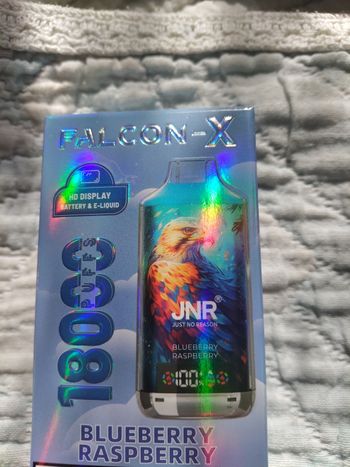 FALCON-X
HD DISPLAY
BATTERY & E-LIQUID
18000
PUFFS
JNR®
JUST NO REASON
BLUEBERRY
RASPBERRY
100%
BLUEBERRY
RASPBERRY